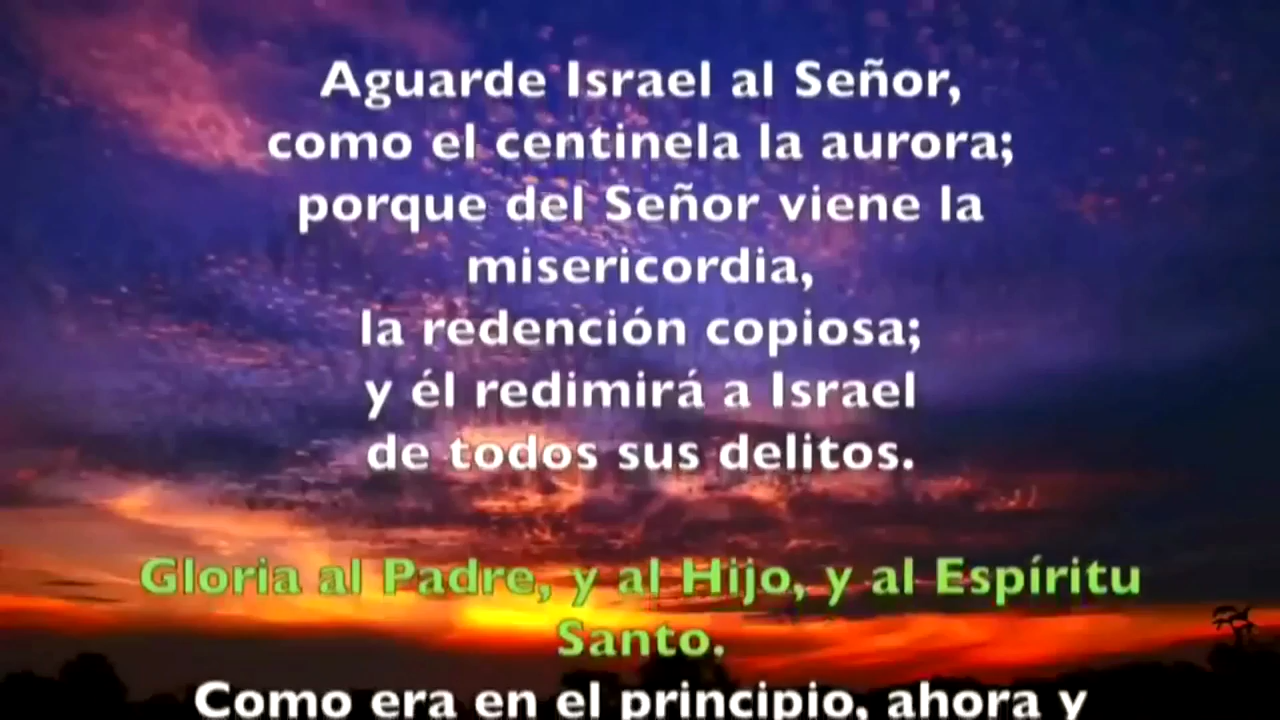 Aguarde Israel al Señor,
como el centinela la aurora;
porque del Señor viene la
misericordia,
la redención copiosa;
y él redimirá a Israel
de todos sus delitos.
Gloria al Padre, y al Hijo, y al Espíritu
Santo.
Como era en el principio, ahora y